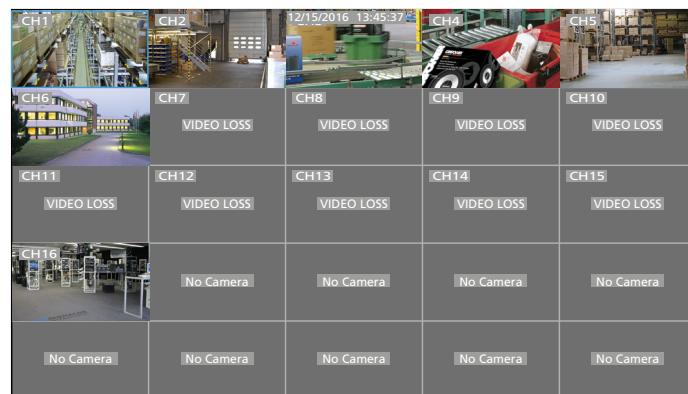 CH1
CH2
12/15/2016 13:45:37
CH4
CH5
CH6
CH7
VIDEO LOSS
CH8
VIDEO LOSS
CH9
VIDEO LOSS
CH10
VIDEO LOSS
CH11
VIDEO LOSS
CH12
VIDEO LOSS
CH13
VIDEO LOSS
CH14
VIDEO LOSS
CH15
VIDEO LOSS
CH16
No Camera
No Camera
No Camera
No Camera
No Camera
No Camera
No Camera
No Camera
No Camera